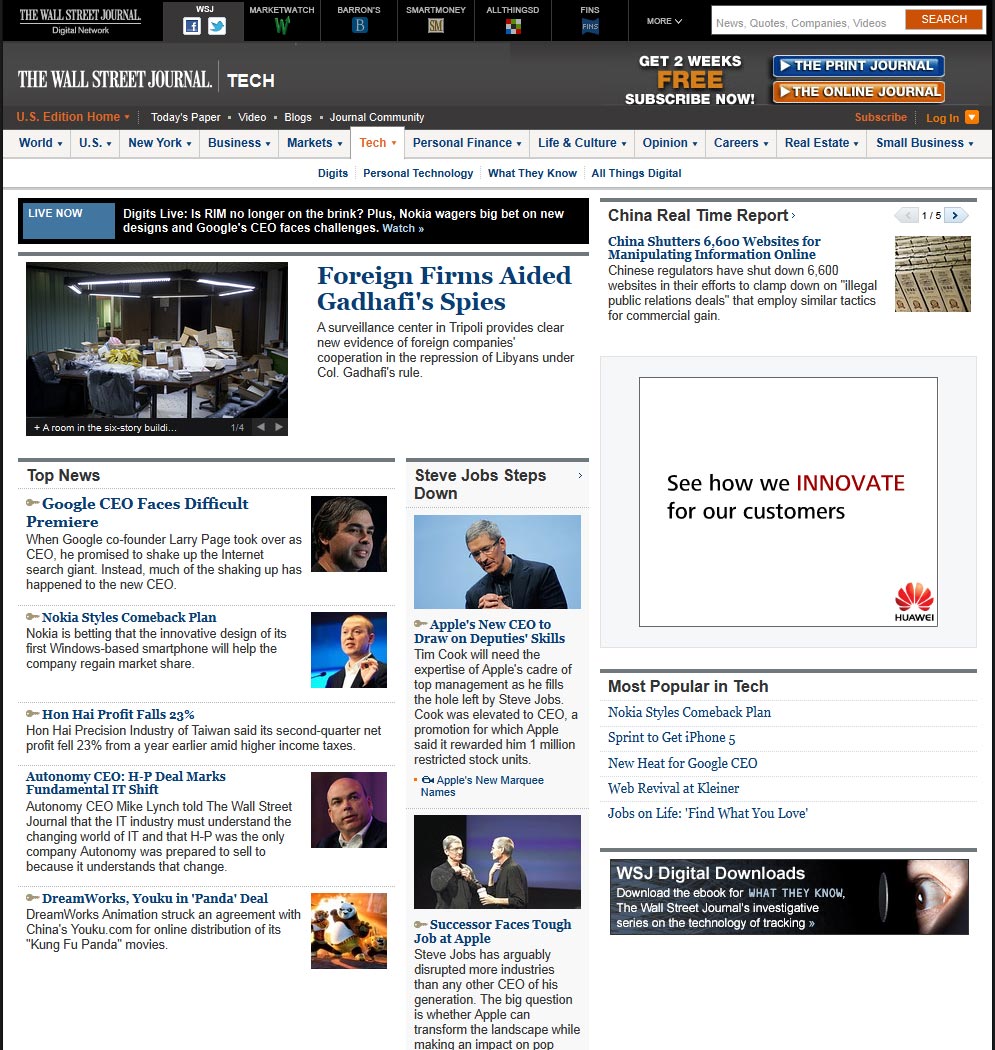 THE WALL STREET JOURNAL.
Digital Network
WSJ
MARKETWATCH
BARRON'S
B
SMARTMONEY
SM
ALLTHINGSD
FINS
FINS
MORE
News, Quotes, Companies, Videos
SEARCH
THE WALL STREET JOURNAL. TECH
GET 2 WEEKS
FREE
SUBSCRIBE NOW!
THE PRINT JOURNAL
THE ONLINE JOURNAL
U.S. Edition Home
Today's Paper • Video • Blogs • Journal Community
Subscribe
Log In
World
U.S.
New York
Business
Markets
Tech
Personal Finance
Life & Culture
Opinion
Careers
Real Estate
Small Business
Digits
Personal Technology
What They Know
All Things Digital
LIVE NOW
Digits Live: Is RIM no longer on the brink? Plus, Nokia wagers big bet on new
designs and Google's CEO faces challenges. Watch »
+ A room in the six-story buildi...
1/4
Foreign Firms Aided
Gadhafi's Spies
A surveillance center in Tripoli provides clear
new evidence of foreign companies'
cooperation in the repression of Libyans under
Col. Gadhafi's rule.
Top News
Google CEO Faces Difficult
Premiere
When Google co-founder Larry Page took over as
CEO, he promised to shake up the Internet
search giant. Instead, much of the shaking up has
happened to the new CEO.
Nokia Styles Comeback Plan
Nokia is betting that the innovative design of its
first Windows-based smartphone will help the
company regain market share.
Hon Hai Profit Falls 23%
Hon Hai Precision Industry of Taiwan said its second-quarter net
profit fell 23% from a year earlier amid higher income taxes.
Autonomy CEO: H-P Deal Marks
Fundamental IT Shift
Autonomy CEO Mike Lynch told The Wall Street
Journal that the IT industry must understand the
changing world of IT and that H-P was the only
company Autonomy was prepared to sell to
because it understands that change.
DreamWorks, Youku in 'Panda' Deal
DreamWorks Animation struck an agreement with
China's Youku.com for online distribution of its
"Kung Fu Panda" movies.
Steve Jobs Steps
Down
Apple's New CEO to
Draw on Deputies' Skills
Tim Cook will need the
expertise of Apple's cadre of
top management as he fills
the hole left by Steve Jobs.
Cook was elevated to CEO, a
promotion for which Apple
said it rewarded him 1 million
restricted stock units.
Apple's New Marquee
Names
Successor Faces Tough
Job at Apple
Steve Jobs has arguably
disrupted more industries
than any other CEO of his
generation. The big question
is whether Apple can
transform the landscape while
making an impact on pop
China Real Time Report
1 / 5
China Shutters 6,600 Websites for
Manipulating Information Online
Chinese regulators have shut down 6,600
websites in their efforts to clamp down on "illegal
public relations deals" that employ similar tactics
for commercial gain.
See how we INNOVATE
for our customers
HUAWEI
Most Popular in Tech
Nokia Styles Comeback Plan
Sprint to Get iPhone 5
New Heat for Google CEO
Web Revival at Kleiner
Jobs on Life: 'Find What You Love'
WSJ Digital Downloads
Download the ebook for WHAT THEY KNOW,
The Wall Street Journal's investigative
series on the technology of tracking »